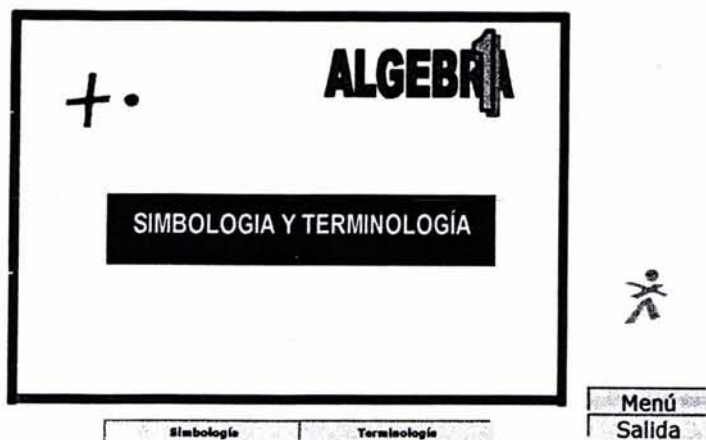 + •
ALGEBRA
1
SIMBOLOGIA Y TERMINOLOGÍA
Menú
Simbología Terminología
Salida